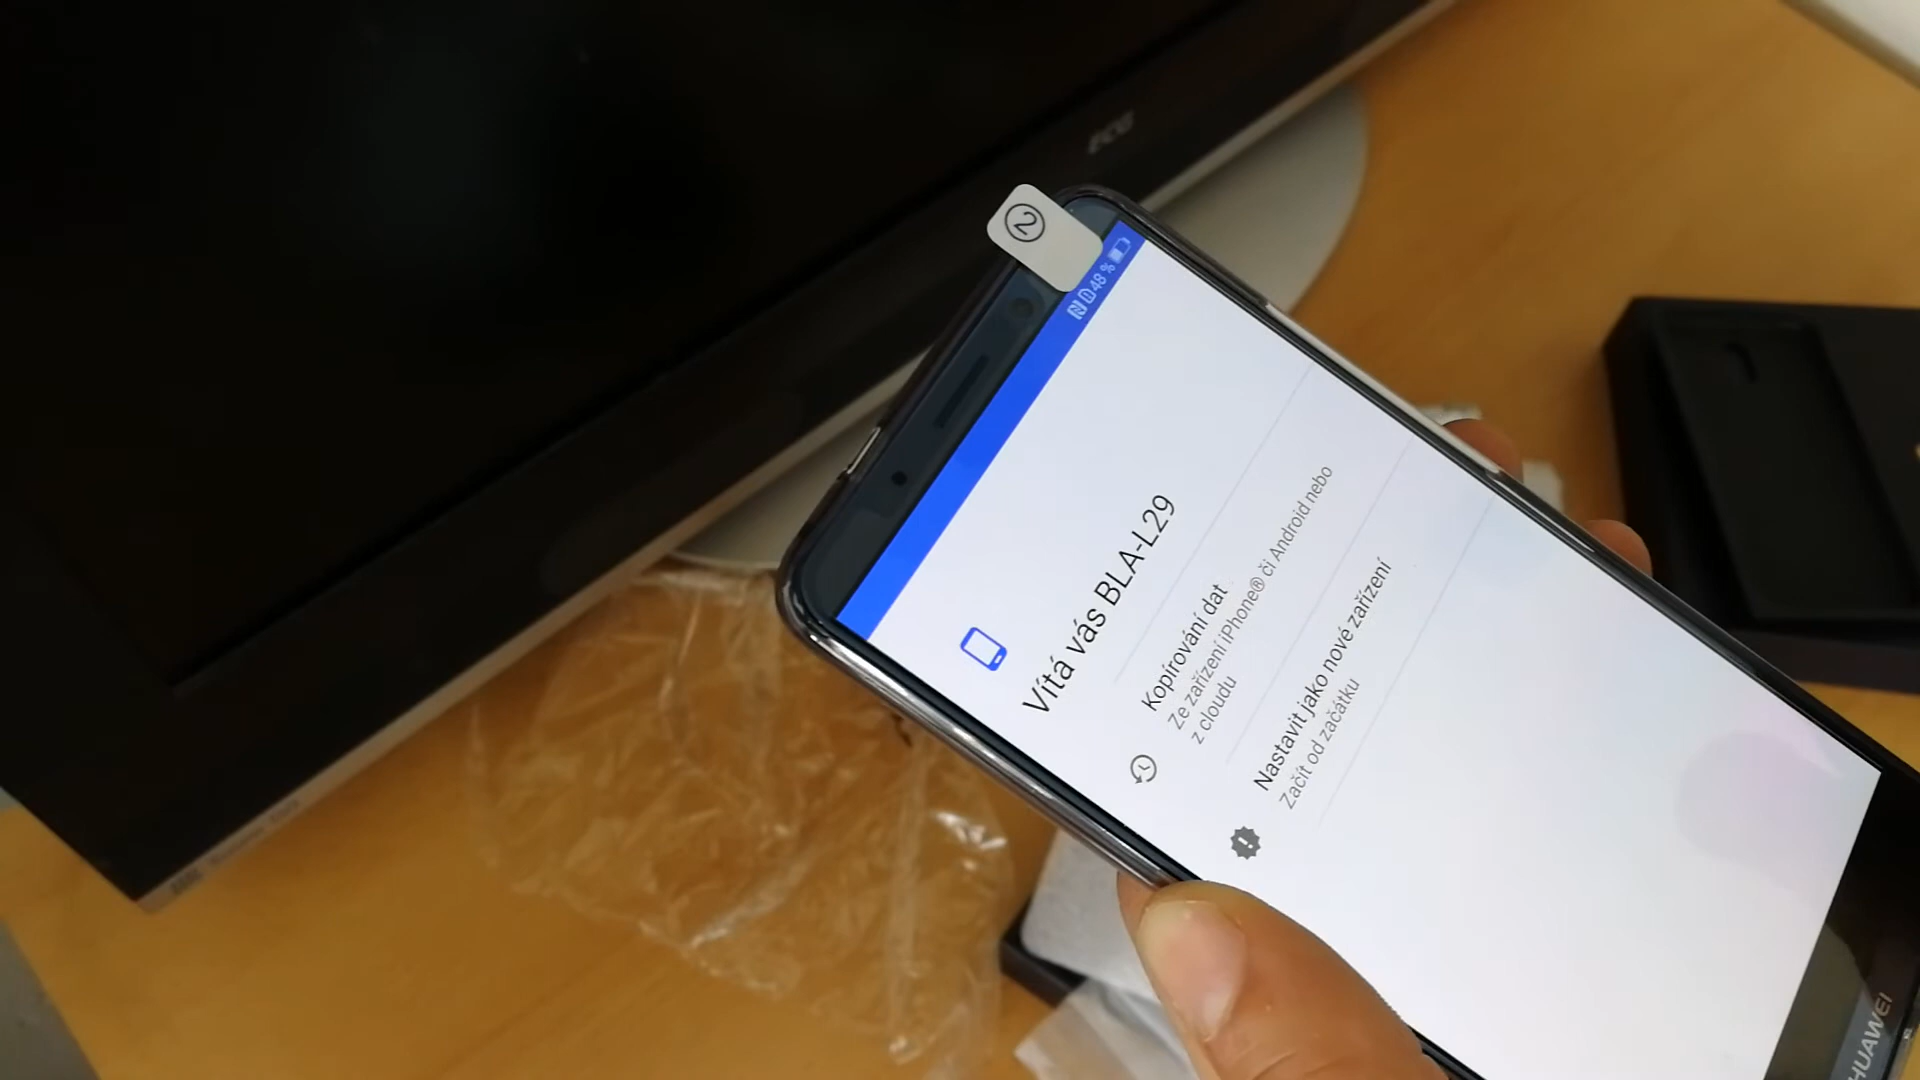 ECG
②
48 %
Vítá vás BLA-L29
Kopírování dat
Ze zařízení iPhone® či Android nebo
z cloudu
Nastavit jako nové zařízení
Začít od začátku
HUAWEI